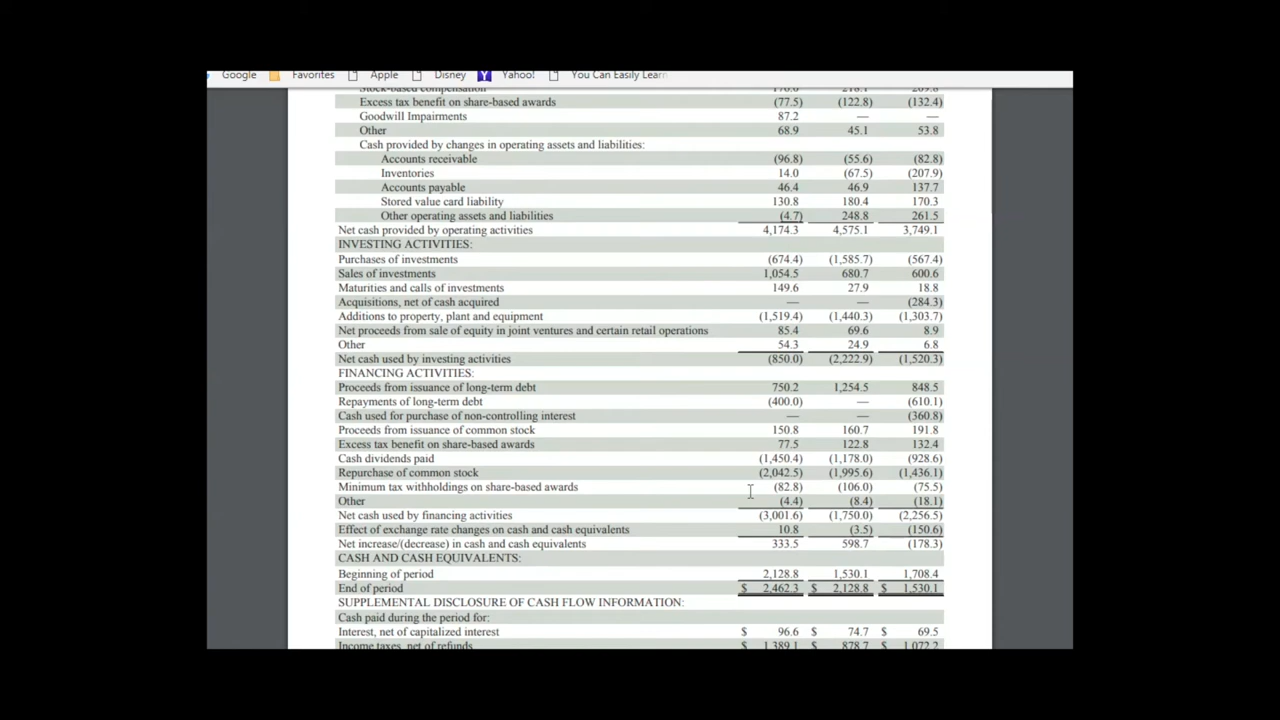 Google Favorites Apple Disney Yahoo! You Can Easily Learn
Stock-based compensation 218.1 209.8
Excess tax benefit on share-based awards (77.5) (122.8) (132.4)
Goodwill Impairments 87.2 — —
Other 68.9 45.1 53.8
Cash provided by changes in operating assets and liabilities:
Accounts receivable (96.8) (55.6) (82.8)
Inventories 14.0 (67.5) (207.9)
Accounts payable 46.4 46.9 137.7
Stored value card liability 130.8 180.4 170.3
Other operating assets and liabilities (4.7) 248.8 261.5
Net cash provided by operating activities 4,174.3 4,575.1 3,749.1
INVESTING ACTIVITIES:
Purchases of investments (674.4) (1,585.7) (567.4)
Sales of investments 1,054.5 680.7 600.6
Maturities and calls of investments 149.6 27.9 18.8
Acquisitions, net of cash acquired — — (284.3)
Additions to property, plant and equipment (1,519.4) (1,440.3) (1,303.7)
Net proceeds from sale of equity in joint ventures and certain retail operations 85.4 69.6 8.9
Other 54.3 24.9 6.8
Net cash used by investing activities (850.0) (2,222.9) (1,520.3)
FINANCING ACTIVITIES:
Proceeds from issuance of long-term debt 750.2 1,254.5 848.5
Repayments of long-term debt (400.0) — (610.1)
Cash used for purchase of non-controlling interest — — (360.8)
Proceeds from issuance of common stock 150.8 160.7 191.8
Excess tax benefit on share-based awards 77.5 122.8 132.4
Cash dividends paid (1,450.4) (1,178.0) (928.6)
Repurchase of common stock (2,042.5) (1,995.6) (1,436.1)
Minimum tax withholdings on share-based awards (82.8) (106.0) (75.5)
Other (4.4) (8.4) (18.1)
Net cash used by financing activities (3,001.6) (1,750.0) (2,256.5)
Effect of exchange rate changes on cash and cash equivalents 10.8 (3.5) (150.6)
Net increase/(decrease) in cash and cash equivalents 333.5 598.7 (178.3)
CASH AND CASH EQUIVALENTS:
Beginning of period 2,128.8 1,530.1 1,708.4
End of period $ 2,462.3 $ 2,128.8 $ 1,530.1
SUPPLEMENTAL DISCLOSURE OF CASH FLOW INFORMATION:
Cash paid during the period for:
Interest, net of capitalized interest $ 96.6 $ 74.7 $ 69.5
Income taxes, net of refunds $ 1,389.1 $ 878.7 $ 1,072.2